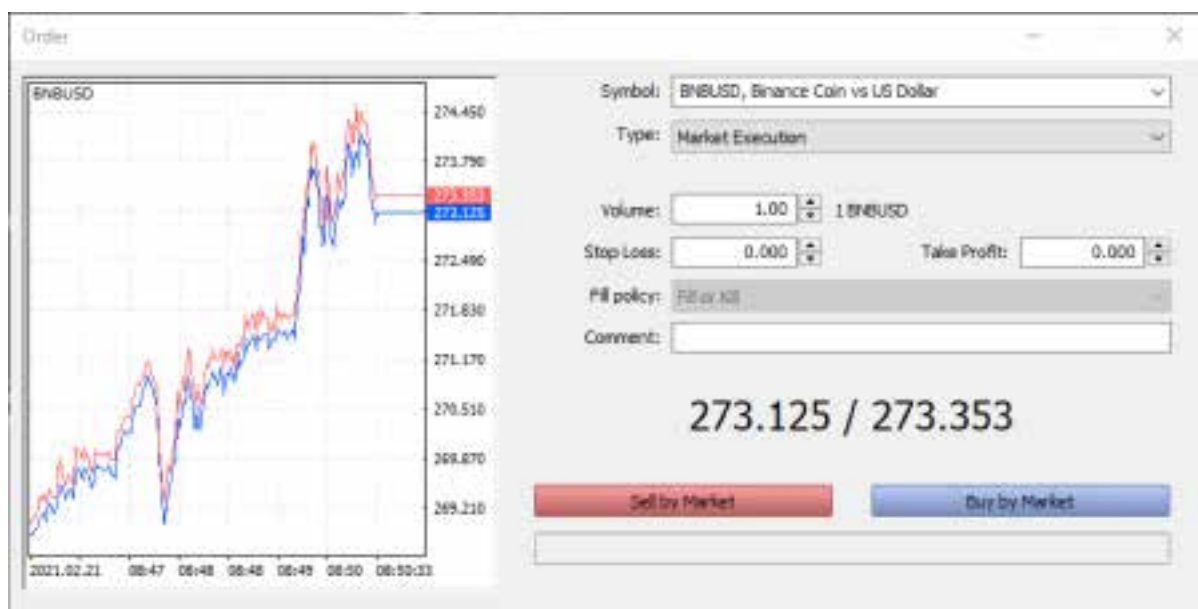 Order
BNBUSD
274.450
273.790
273.353
273.125
272.490
271.830
271.170
270.510
269.870
269.210
2021.02.21 08:47 08:48 08:48 08:49 08:50 08:50:33
Symbol: BNBUSD, Binance Coin vs US Dollar
Type: Market Execution
Volume: 1.00 1 BNBUSD
Stop Loss: 0.000 Take Profit: 0.000
Fill policy: Fill or Kill
Comment:
273.125 / 273.353
Sell by Market Buy by Market